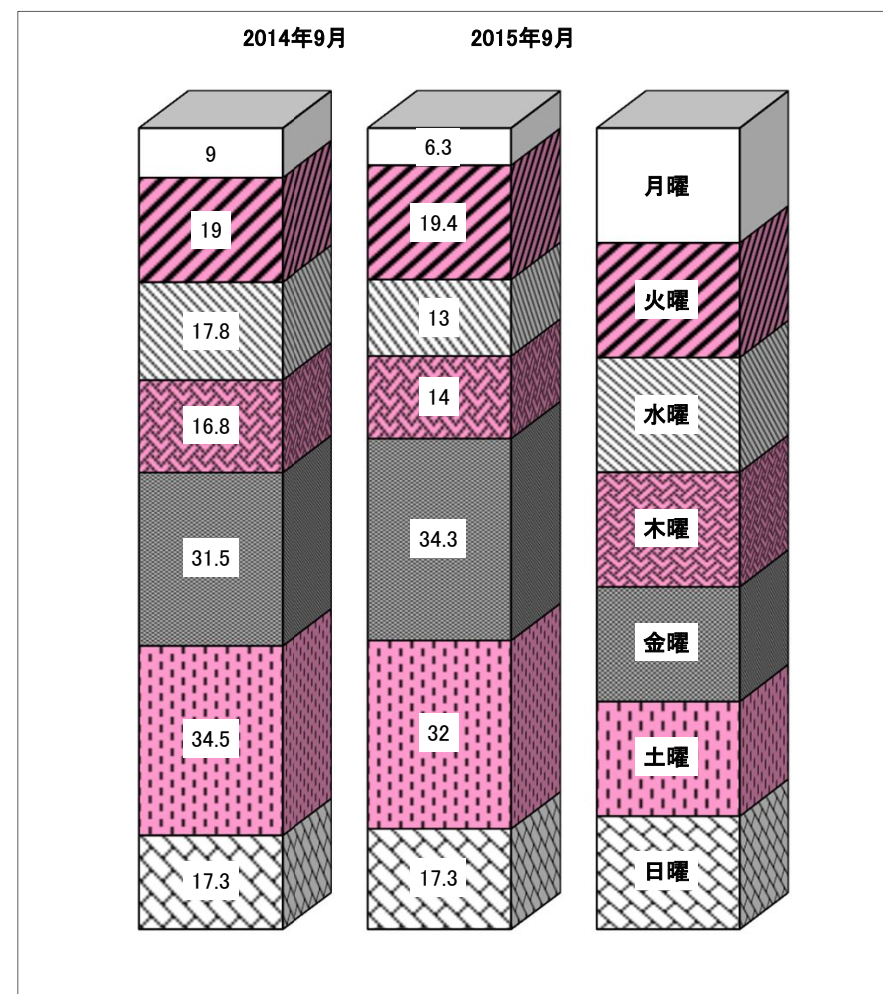 2014年9月 2015年9月
9 6.3 月曜
19 19.4 火曜
17.8 13 水曜
16.8 14 木曜
31.5 34.3 金曜
34.5 32 土曜
17.3 17.3 日曜